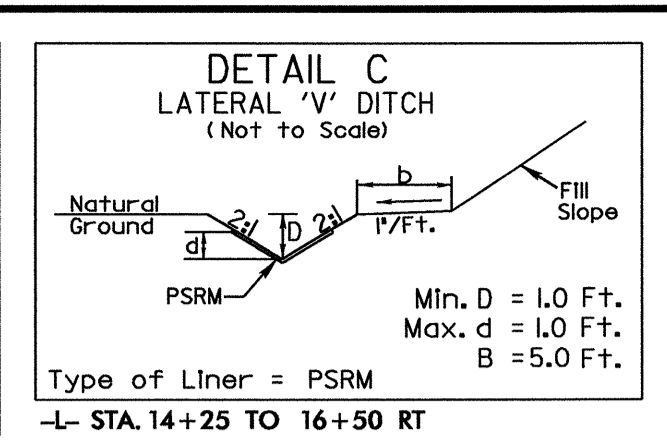 DETAIL C
LATERAL 'V' DITCH
(Not to Scale)
b
Natural
Ground
2:1
D
2:1
1"/Ft.
Fill
Slope
d
PSRM
Min. D = 1.0 Ft.
Max. d = 1.0 Ft.
B = 5.0 Ft.
Type of Liner = PSRM
-L- STA. 14+25 TO 16+50 RT